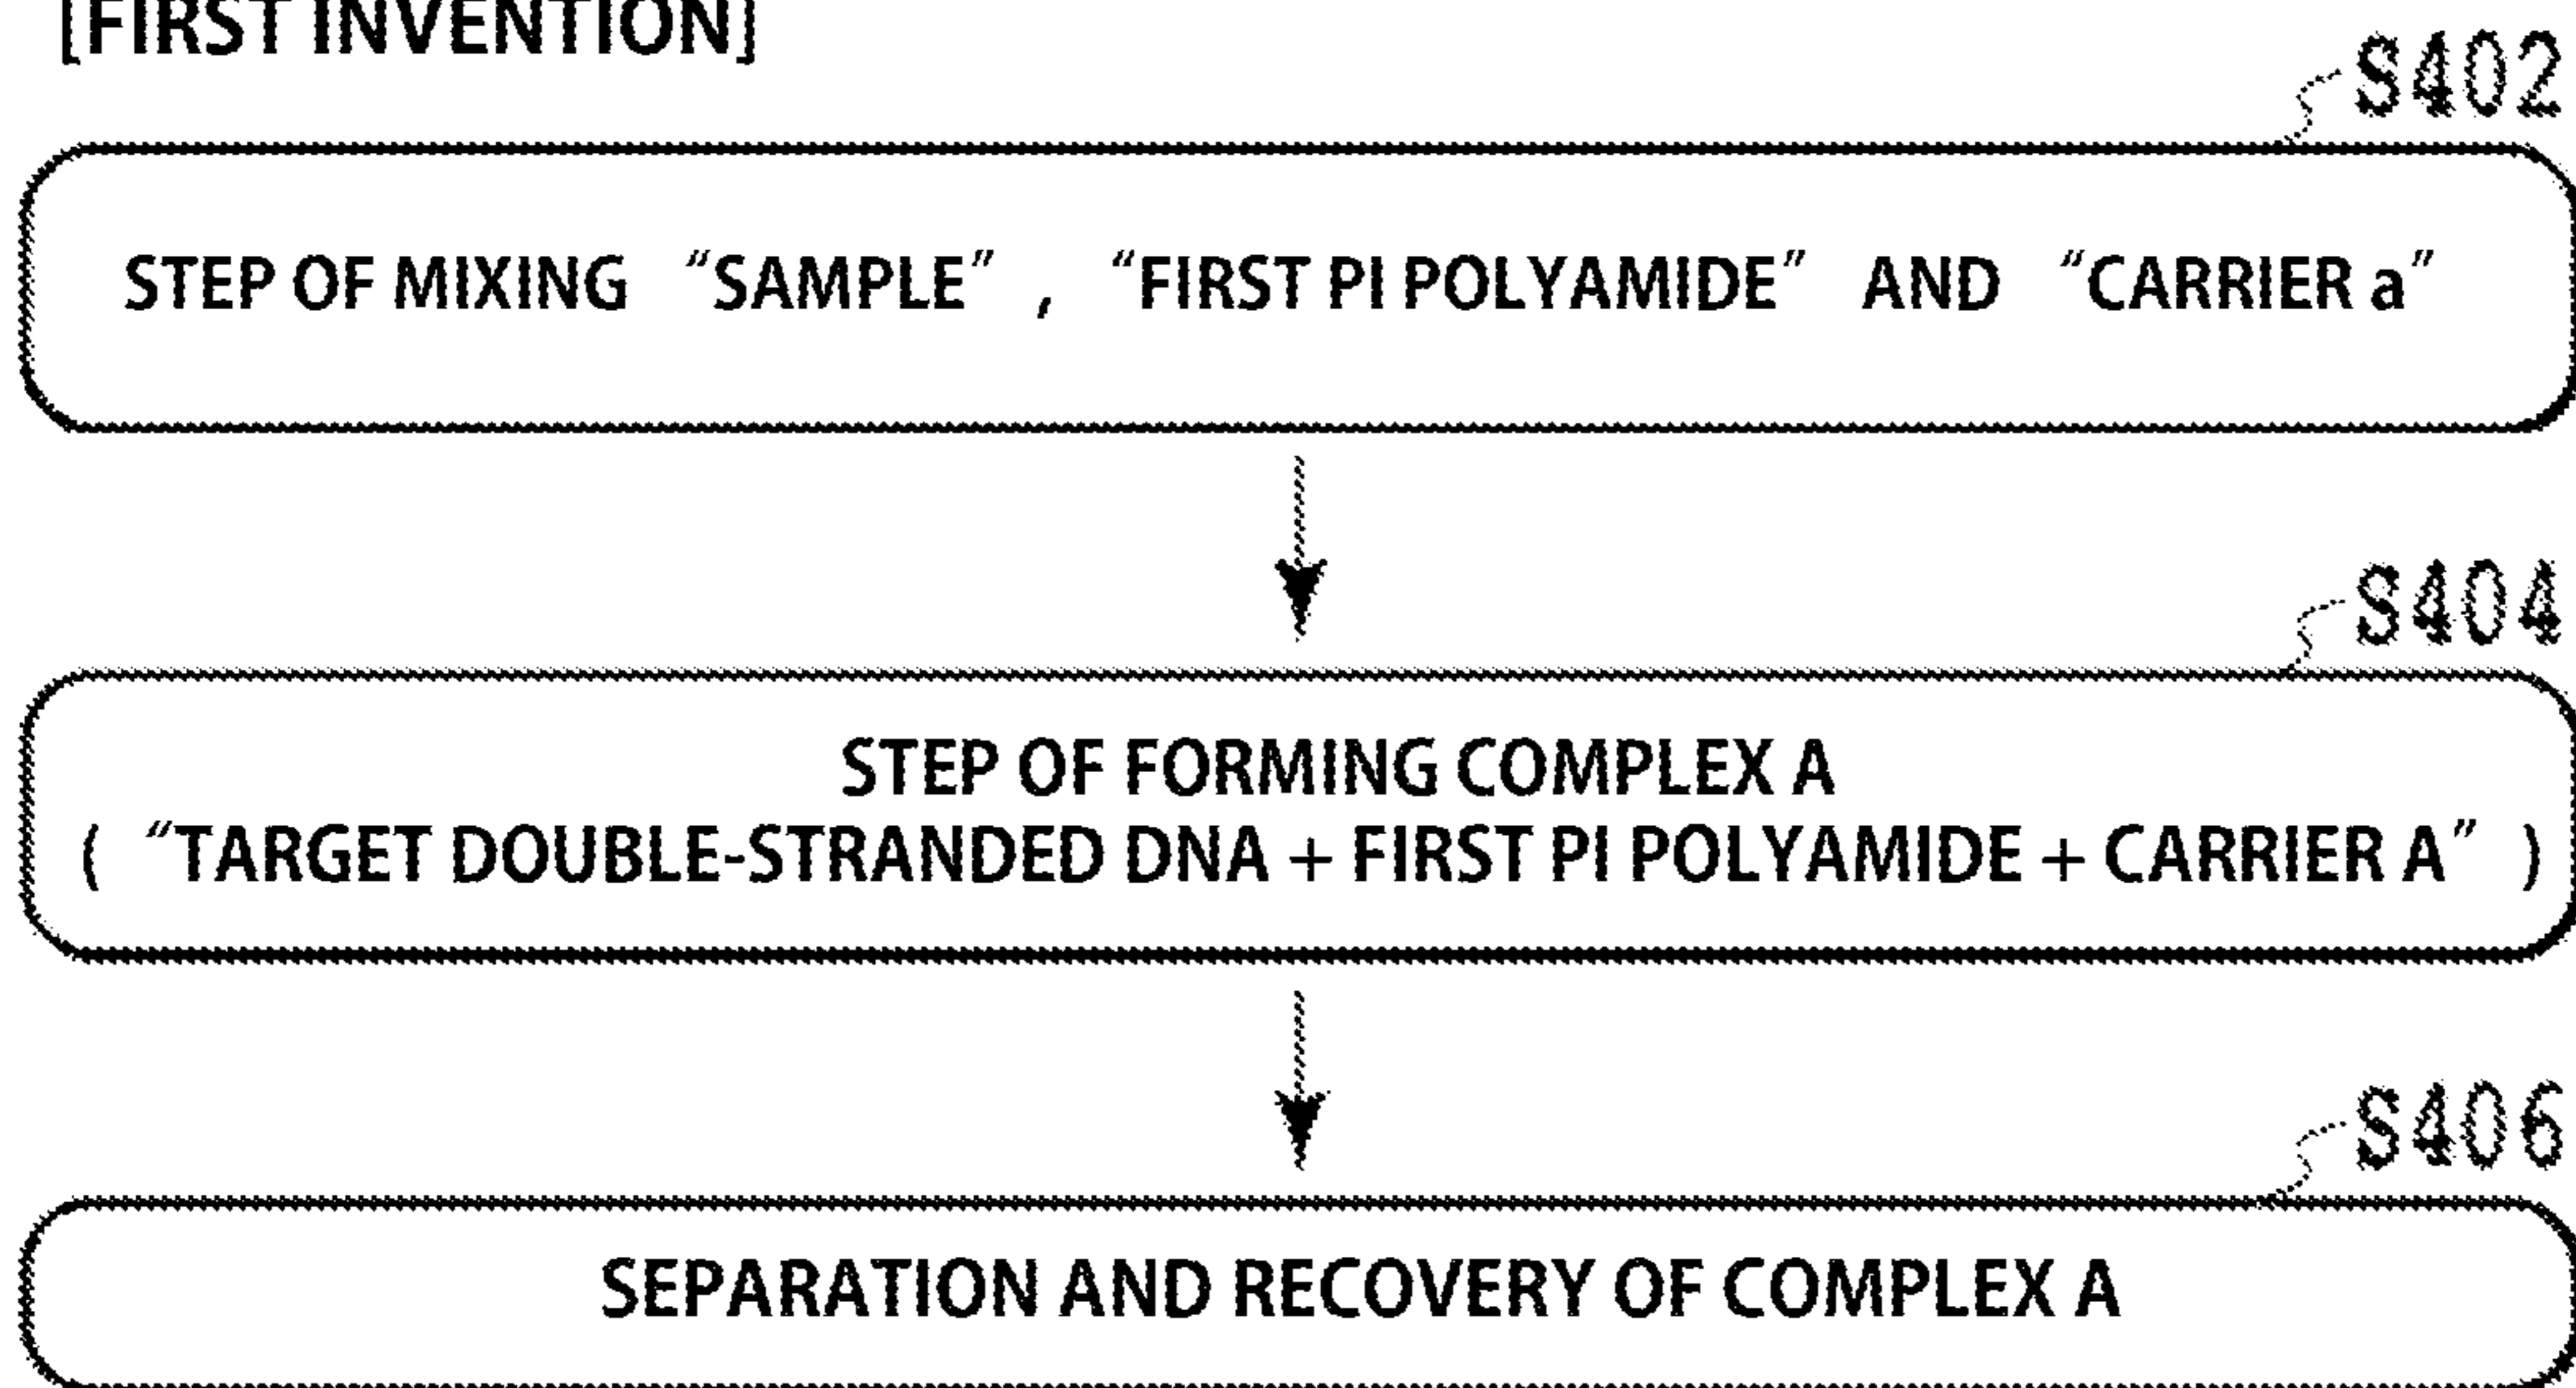 [FIRST INVENTION]
S402
STEP OF MIXING "SAMPLE" , "FIRST PI POLYAMIDE" AND "CARRIER a"
S404
STEP OF FORMING COMPLEX A
( "TARGET DOUBLE-STRANDED DNA + FIRST PI POLYAMIDE + CARRIER A" )
S406
SEPARATION AND RECOVERY OF COMPLEX A